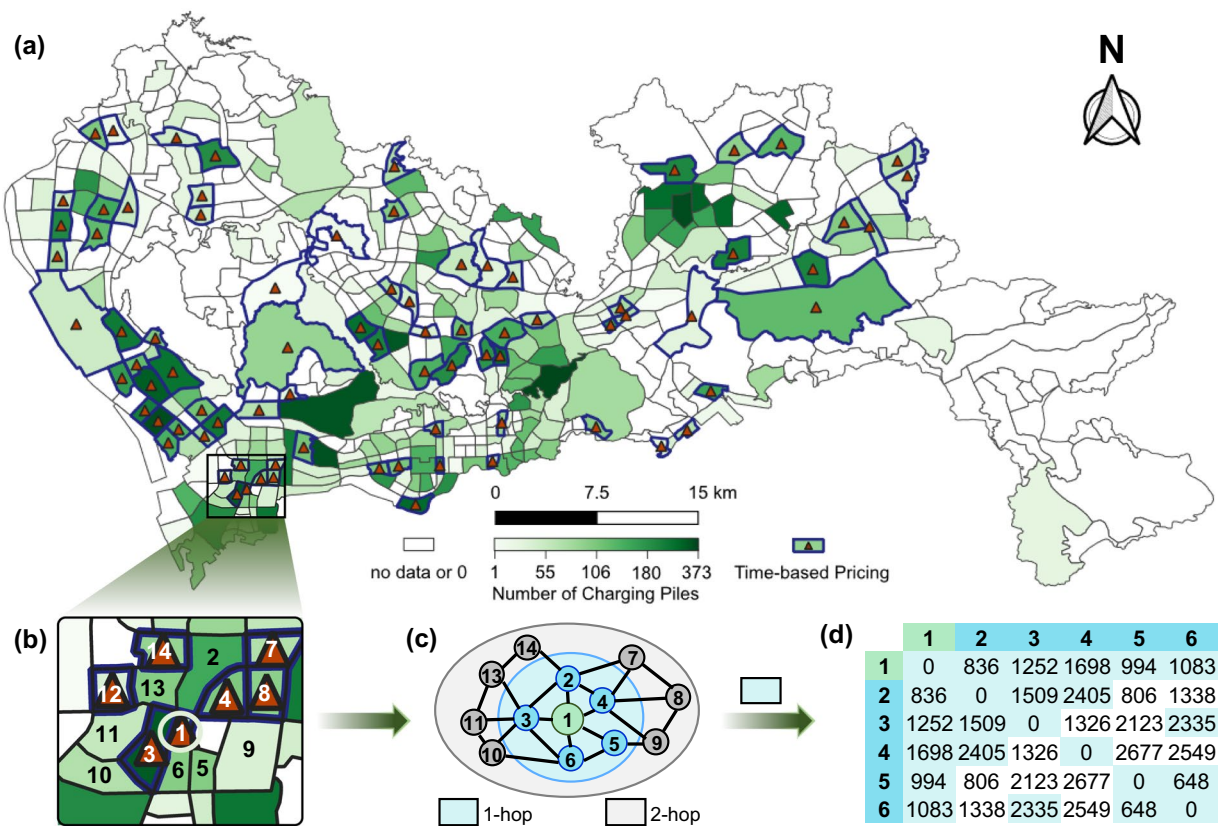 (a)
N
0 7.5 15 km
no data or 0
1 55 106 180 373
Number of Charging Piles
Time-based Pricing
(b)
14
2
7
12
13
4
8
11
1
3
9
10
6
5
(c)
14
7
13
2
4
8
11
3
1
5
9
10
6
1-hop
2-hop
(d)
1 2 3 4 5 6
1 0 836 1252 1698 994 1083
2 836 0 1509 2405 806 1338
3 1252 1509 0 1326 2123 2335
4 1698 2405 1326 0 2677 2549
5 994 806 2123 2677 0 648
6 1083 1338 2335 2549 648 0